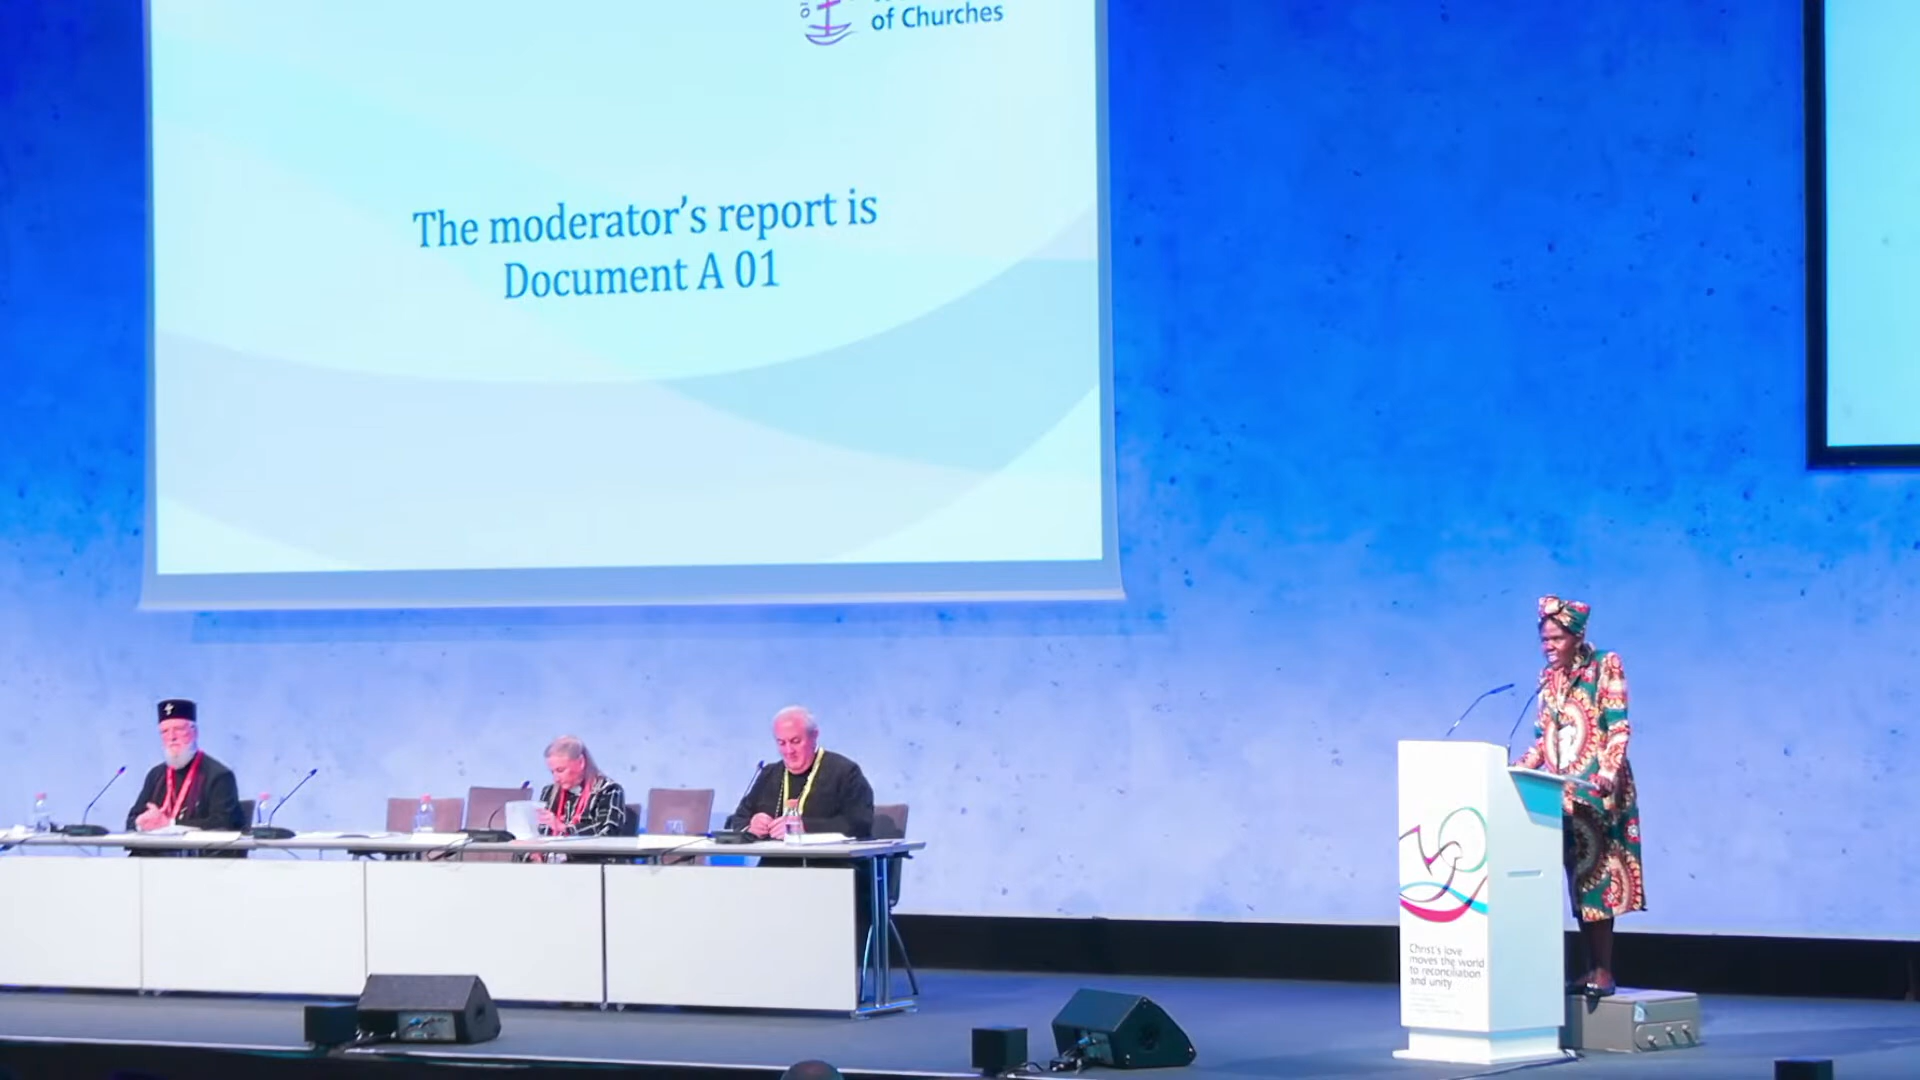 of Churches
The moderator’s report is
Document A 01
Christ's love
moves the world
to reconciliation
and unity